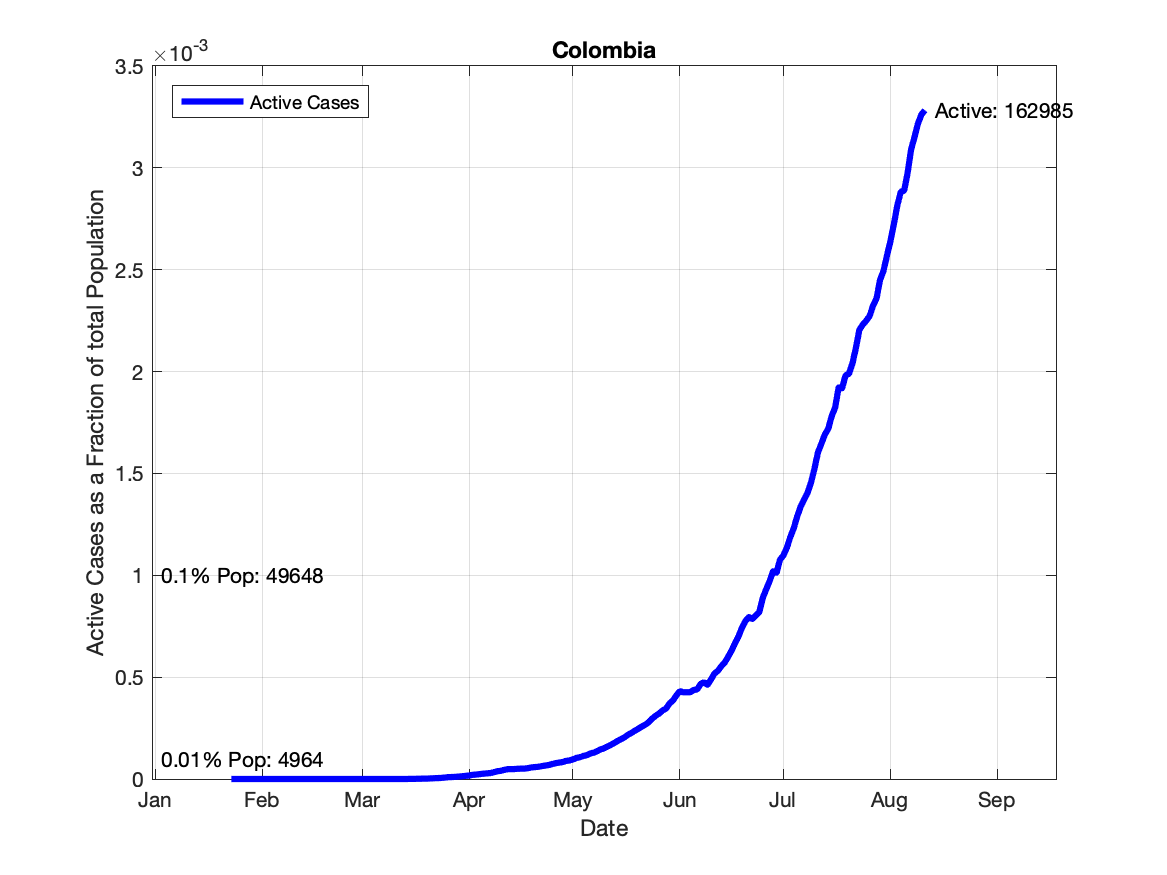 Colombia
×10-3
3.5
3
2.5
2
1.5
1
0.5
0
Active Cases as a Fraction of total Population
Active Cases
Active: 162985
0.1% Pop: 49648
0.01% Pop: 4964
Jan Feb Mar Apr May Jun Jul Aug Sep
Date